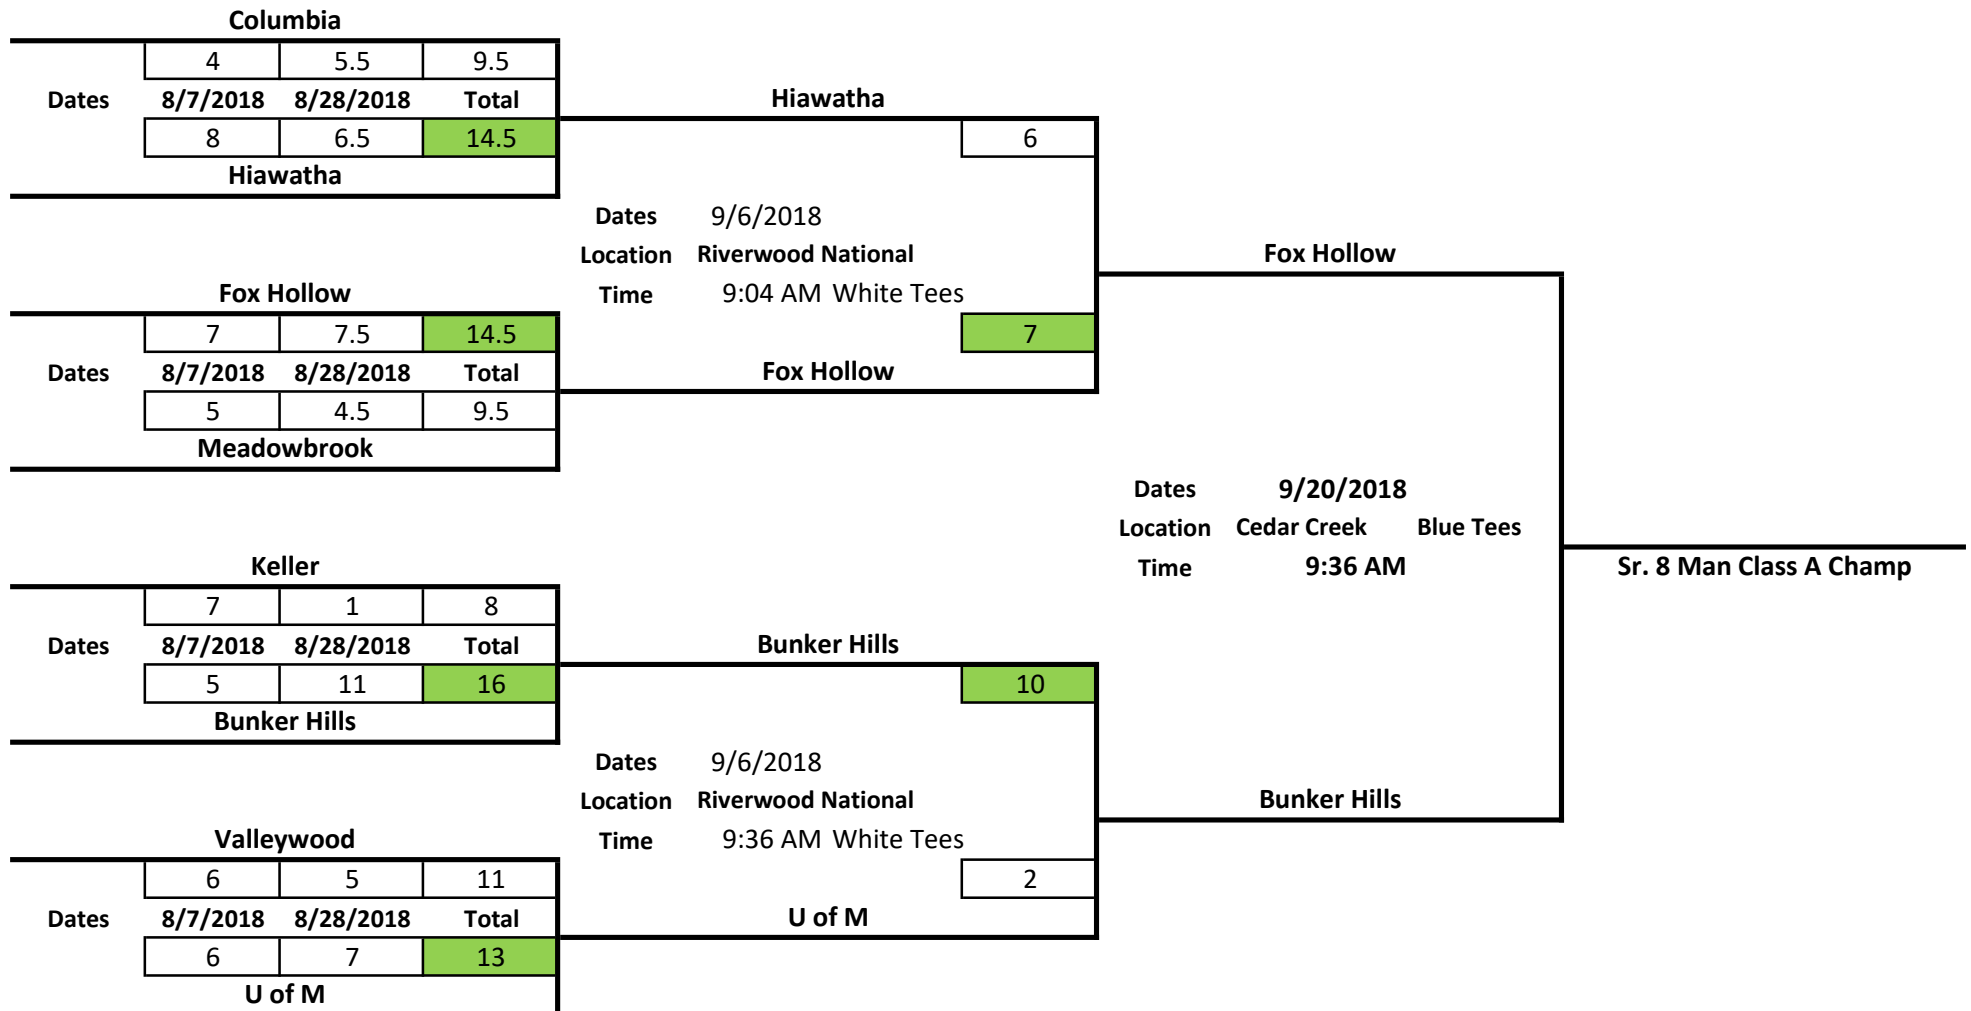 Columbia
4 5.5 9.5
Dates 8/7/2018 8/28/2018 Total
8 6.5 14.5
Hiawatha
Fox Hollow
7 7.5 14.5
Dates 8/7/2018 8/28/2018 Total
5 4.5 9.5
Meadowbrook
Keller
7 1 8
Dates 8/7/2018 8/28/2018 Total
5 11 16
Bunker Hills
Valleywood
6 5 11
Dates 8/7/2018 8/28/2018 Total
6 7 13
U of M
Hiawatha
6
Dates 9/6/2018
Location Riverwood National
Time 9:04 AM White Tees
7
Fox Hollow
Bunker Hills
10
Dates 9/6/2018
Location Riverwood National
Time 9:36 AM White Tees
2
U of M
Fox Hollow
Dates 9/20/2018
Location Cedar Creek Blue Tees
Time 9:36 AM
Bunker Hills
Sr. 8 Man Class A Champ